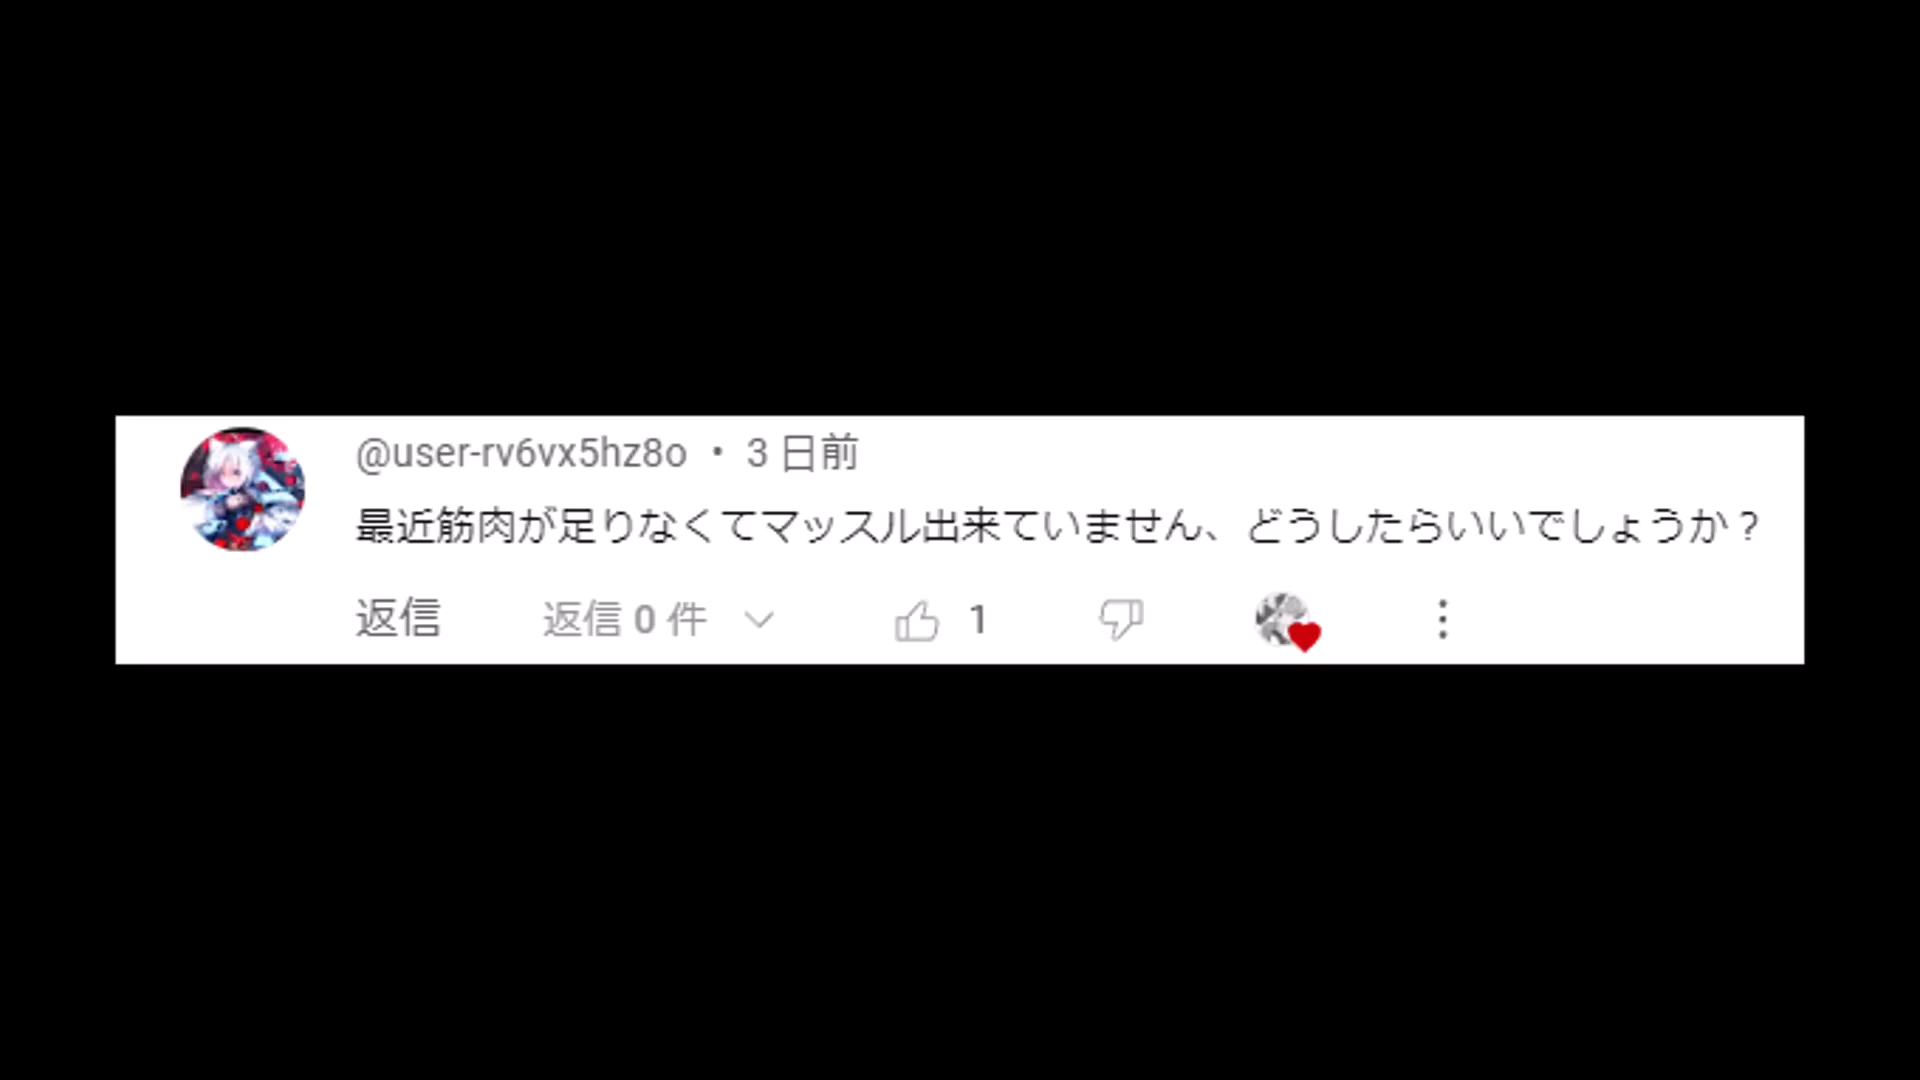 @user-rv6vx5hz8o ・ 3 日前
最近筋肉が足りなくてマッスル出来ていません、どうしたらいいでしょうか？
返信 返信 0 件 1